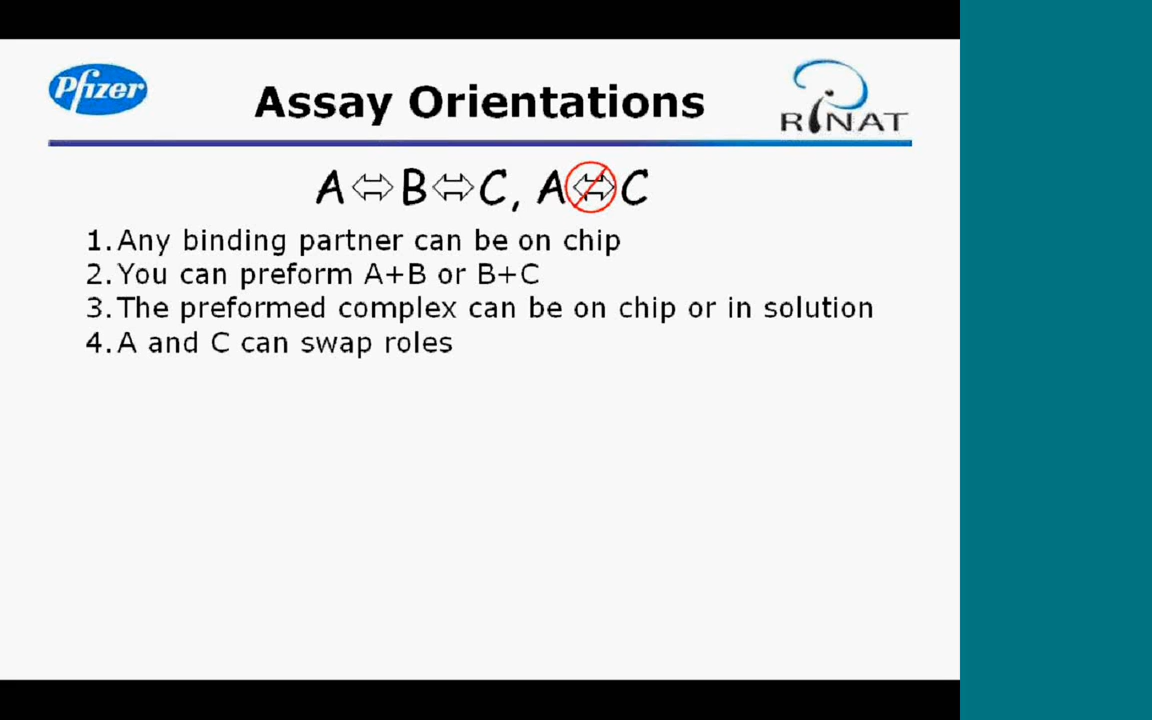 Pfizer
Assay Orientations
RINAT
A⇔B⇔C, A⇔C
1. Any binding partner can be on chip
2. You can preform A+B or B+C
3. The preformed complex can be on chip or in solution
4. A and C can swap roles